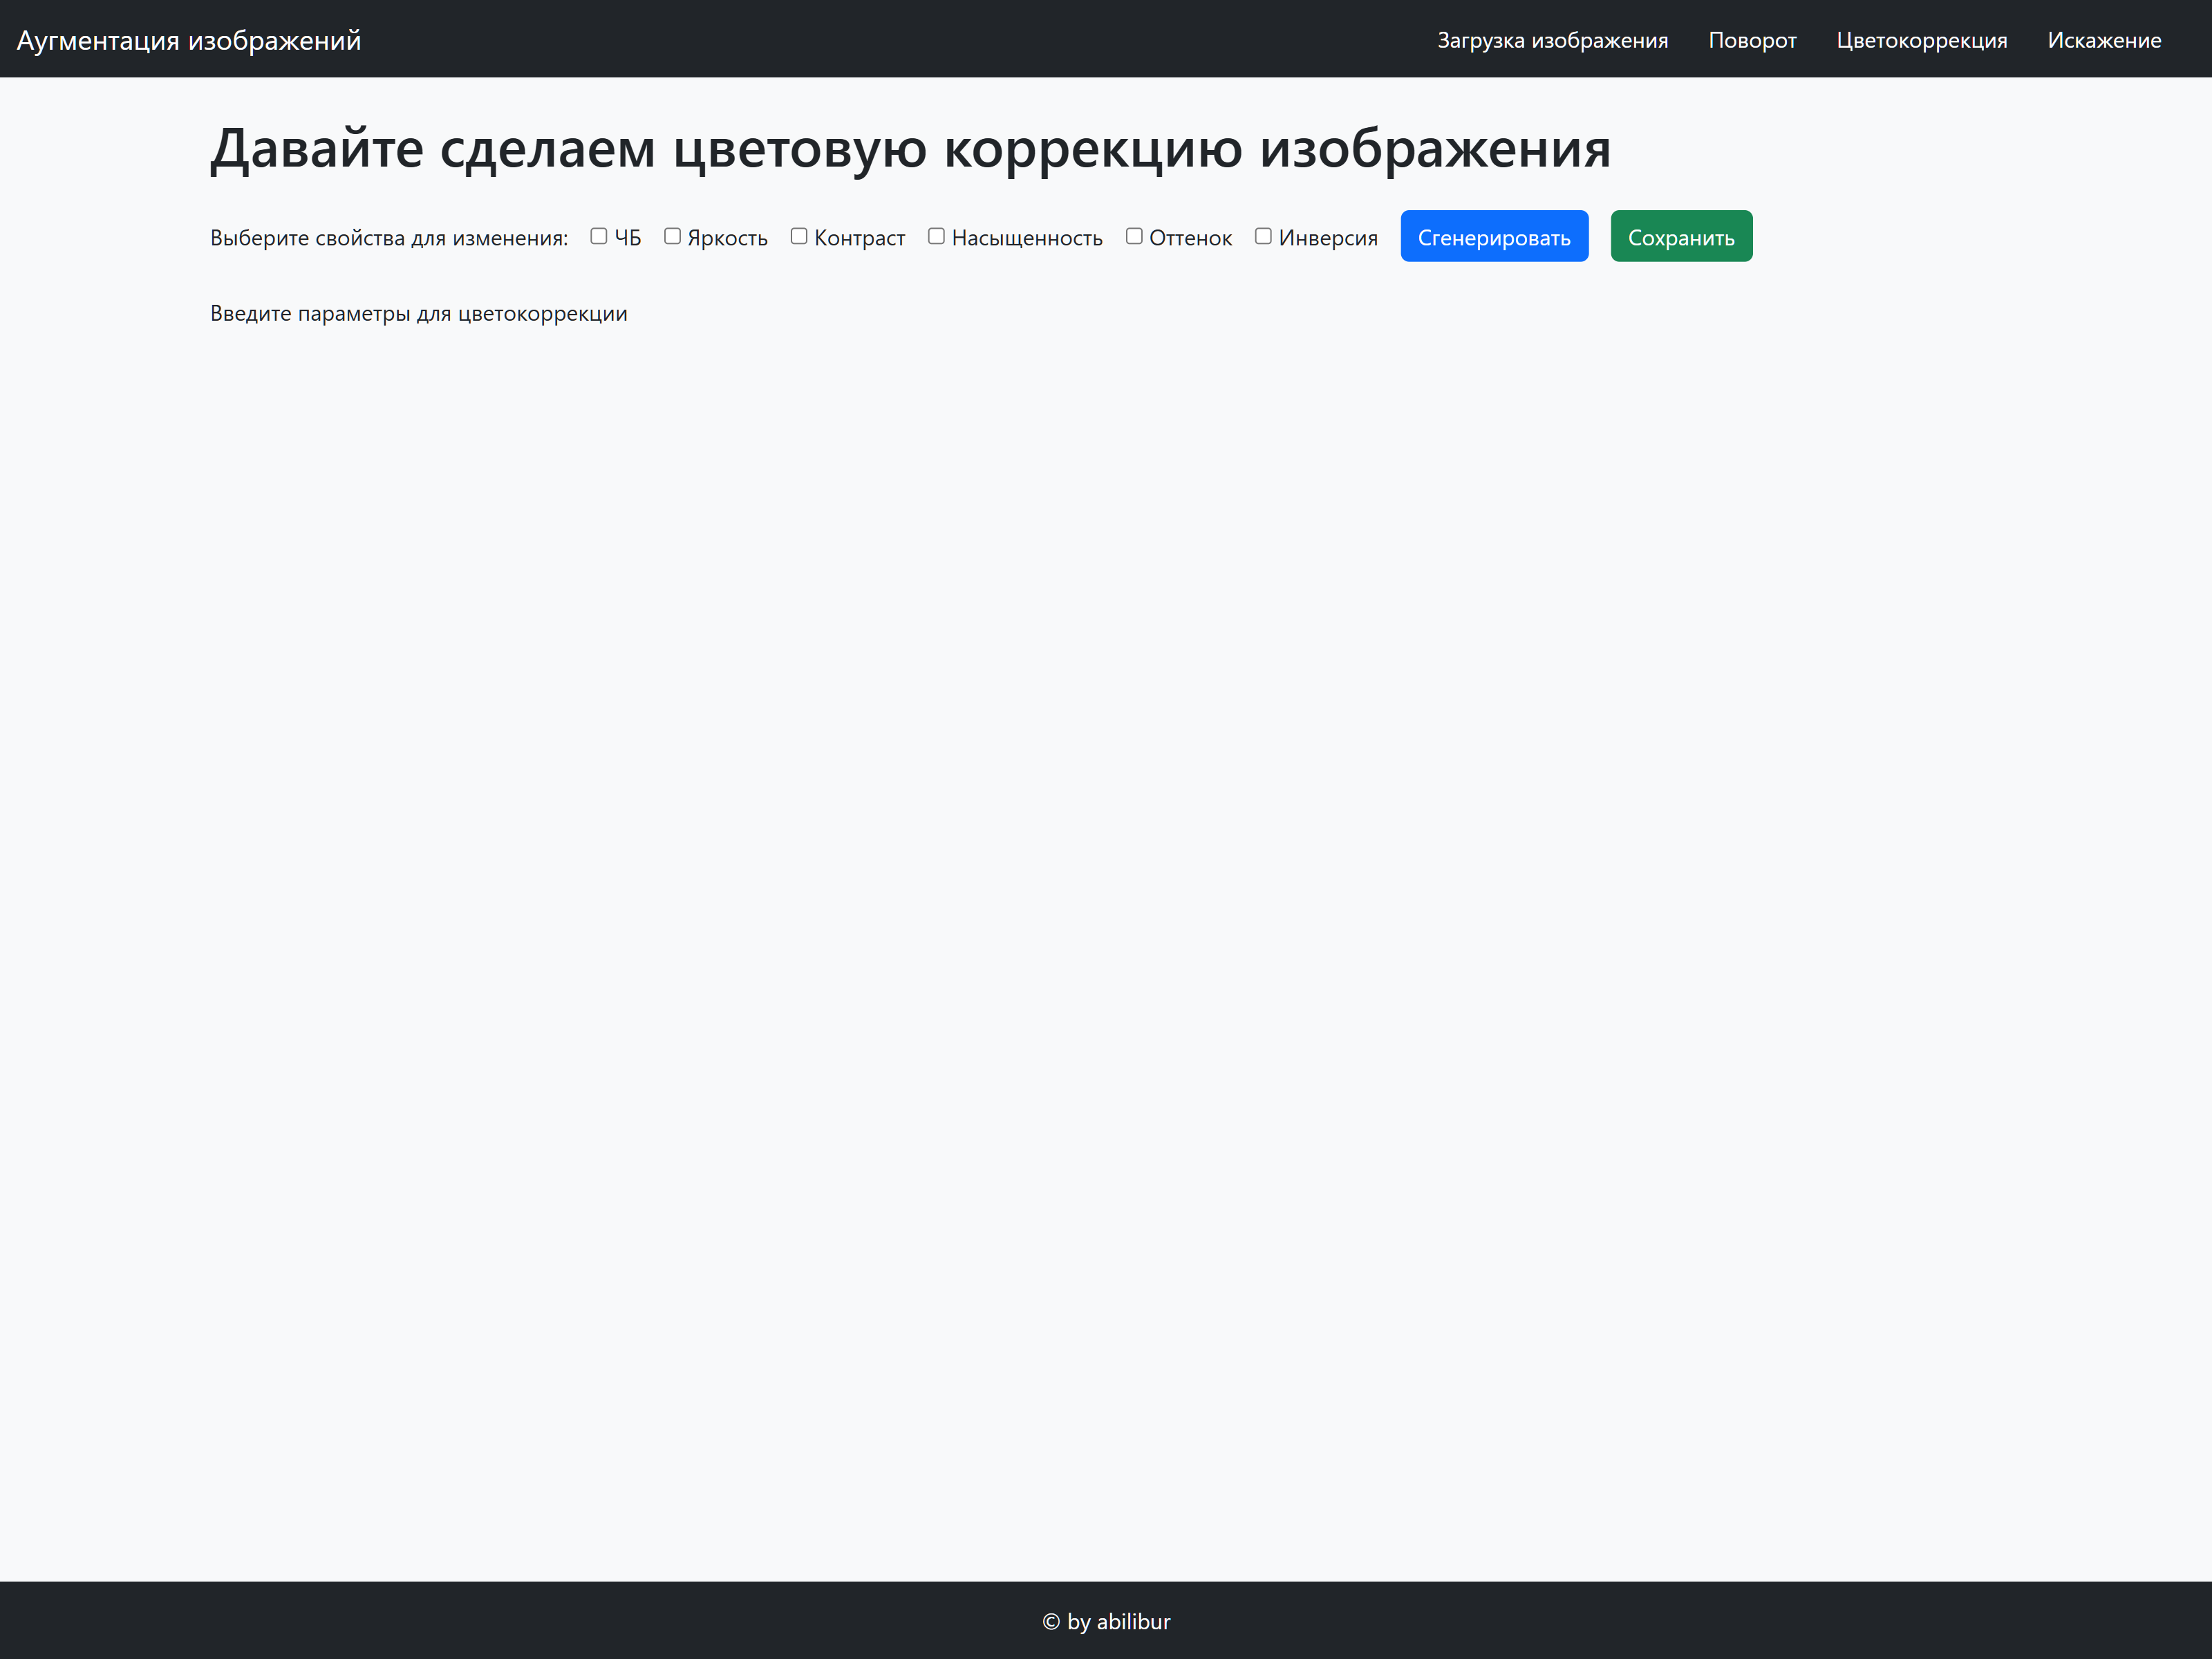 Аугментация изображений Загрузка изображения Поворот Цветокоррекция Искажение
Давайте сделаем цветовую коррекцию изображения
Выберите свойства для изменения: ЧБ Яркость Контраст Насыщенность Оттенок Инверсия Сгенерировать Сохранить
Введите параметры для цветокоррекции
© by abilibur